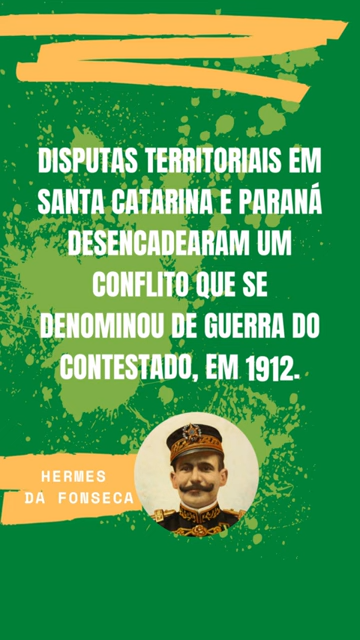 DISPUTAS TERRITORIAIS EM
SANTA CATARINA E PARANÁ
DESENCADEARAM UM
CONFLITO QUE SE
DENOMINOU DE GUERRA DO
CONTESTADO, EM 1912.
HERMES
DA FONSECA